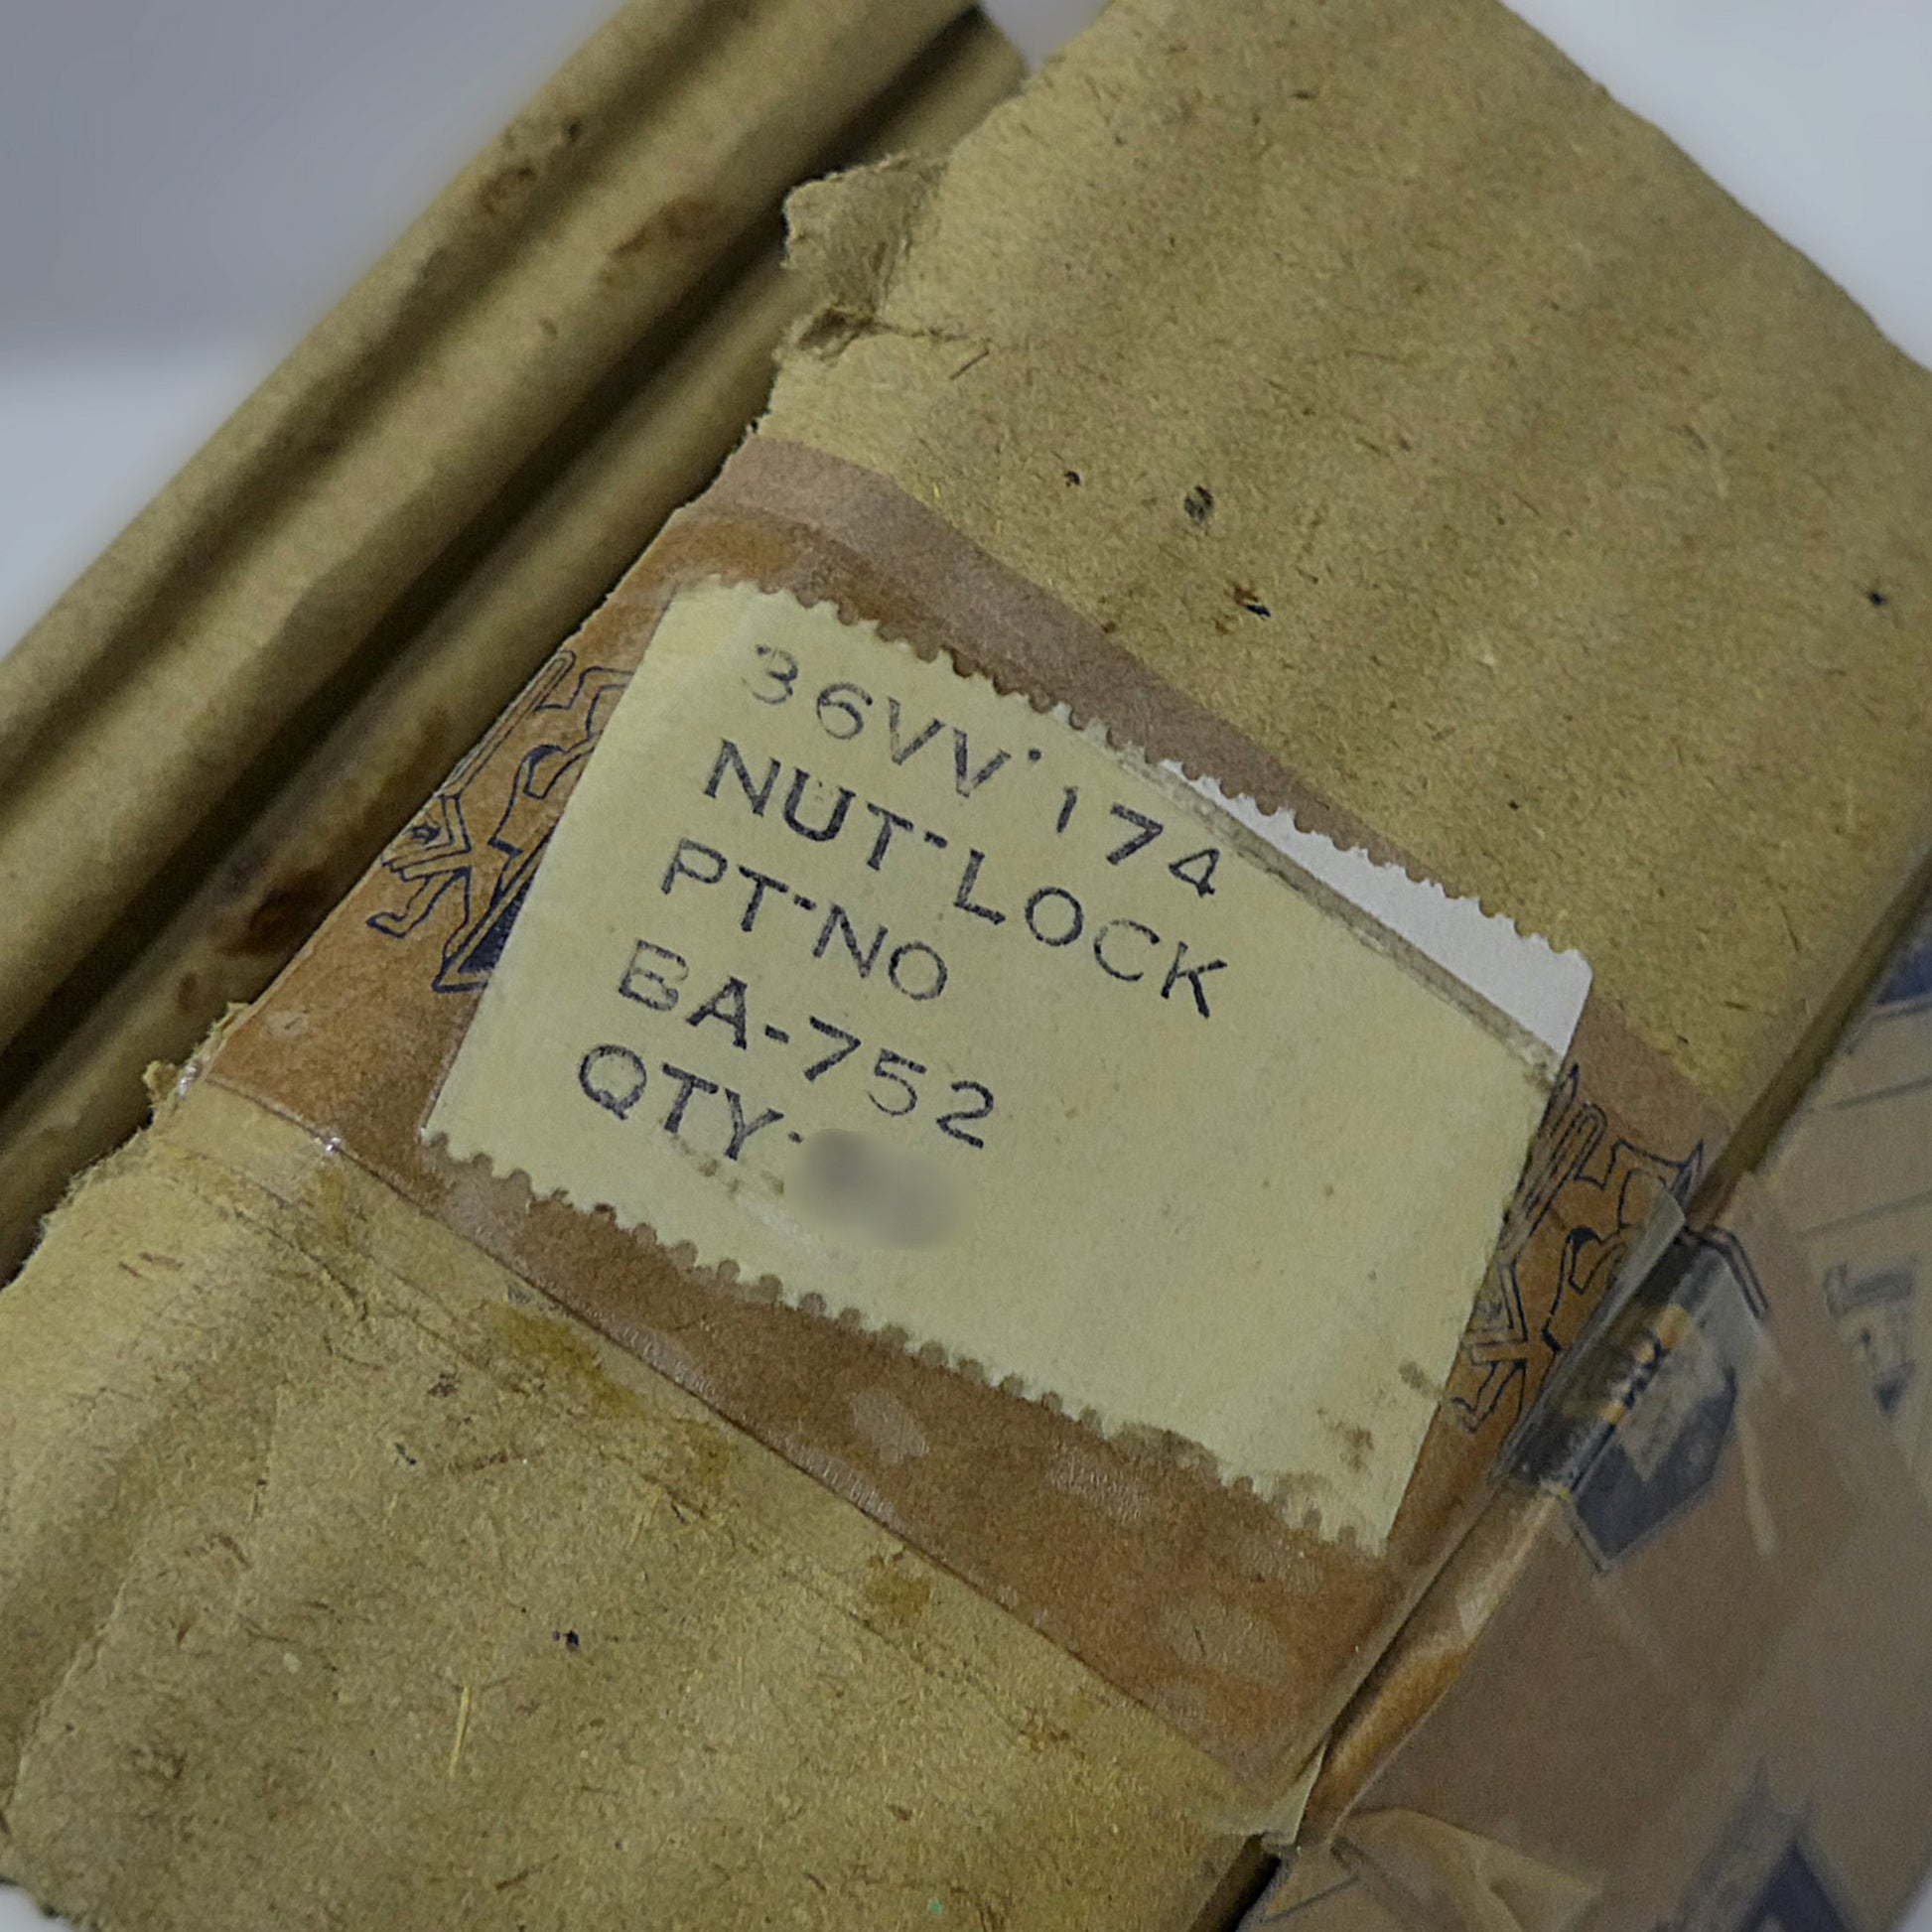 36VV·174
NUT-LOCK
PT-NO
BA-752
QTY-